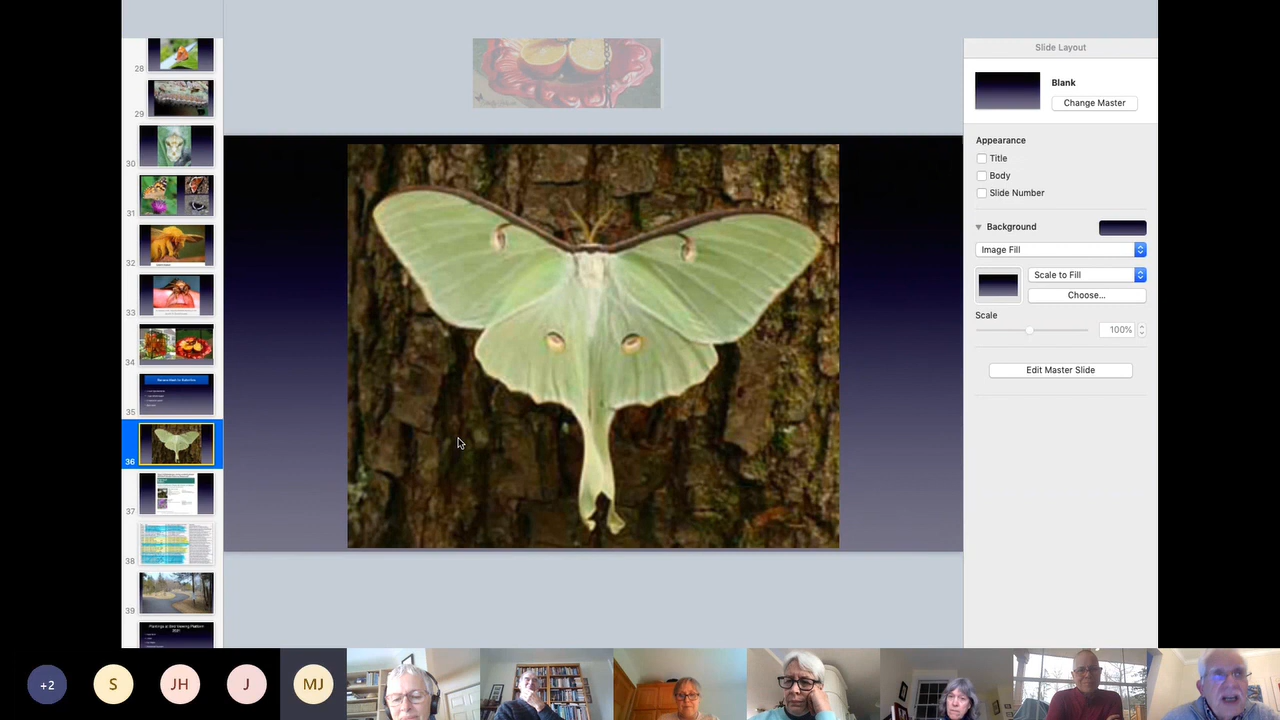 28
29
30
31
32
33
34
35
36
37
38
39
Slide Layout
Blank
Change Master
Appearance
Title
Body
Slide Number
Background
Image Fill
Scale to Fill
Choose...
Scale
100%
Edit Master Slide
+2
S
JH
J
MJ